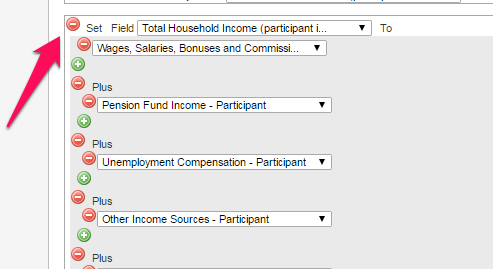 Set Field Total Household Income (participant i... To
Wages, Salaries, Bonuses and Commissi...
Plus
Pension Fund Income - Participant
Plus
Unemployment Compensation - Participant
Plus
Other Income Sources - Participant
Plus